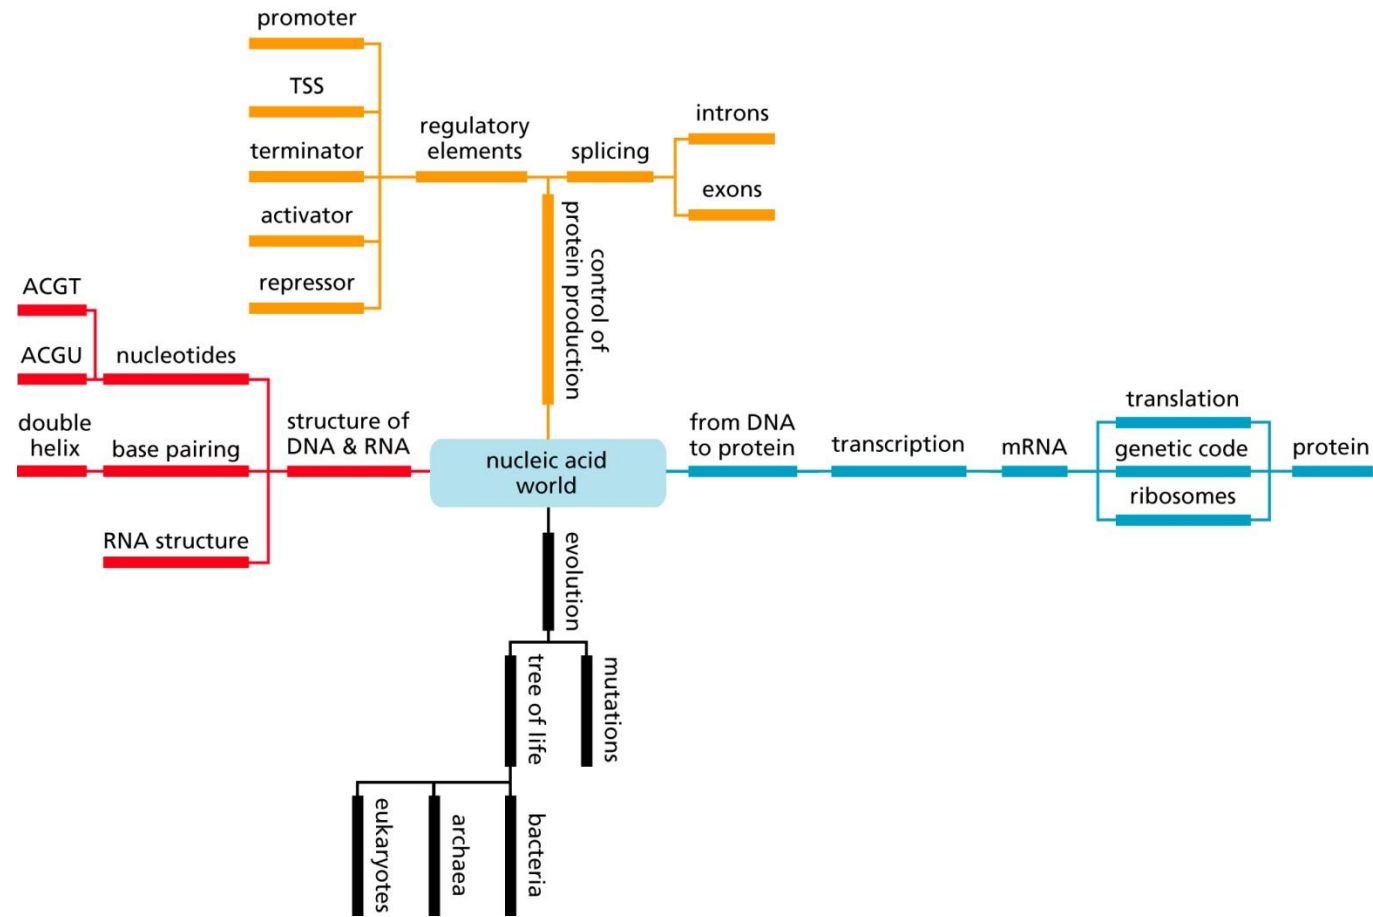 promoter
TSS
terminator
activator
repressor
regulatory
elements
splicing
introns
exons
control of
protein production
ACGT
ACGU
nucleotides
double
helix
base pairing
RNA structure
structure of
DNA & RNA
nucleic acid
world
from DNA
to protein
transcription
mRNA
translation
genetic code
ribosomes
protein
evolution
tree of life
mutations
eukaryotes
archaea
bacteria